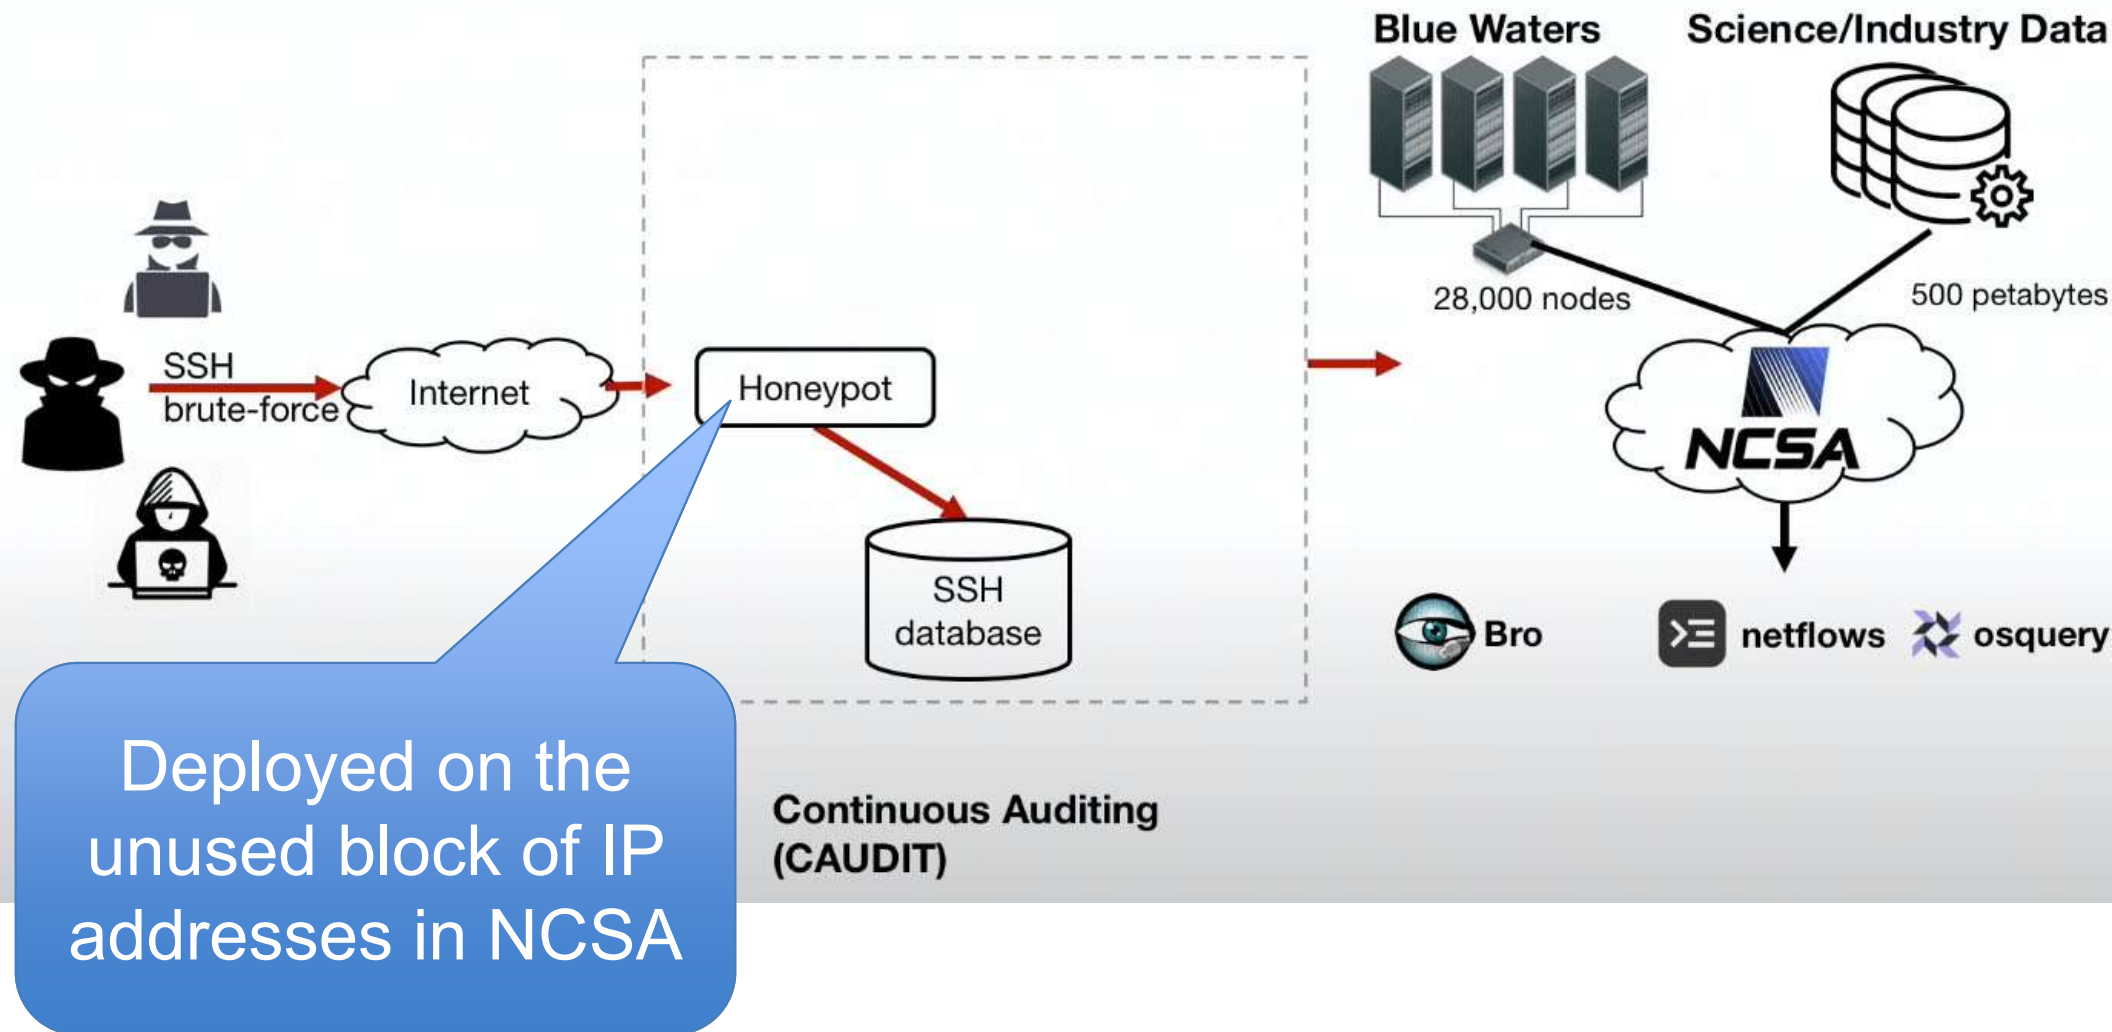 Blue Waters
Science/Industry Data
28,000 nodes
500 petabytes
SSH
brute-force
Internet
Honeypot
NCSA
SSH
database
Bro
netflows
osquery
Deployed on the
unused block of IP
addresses in NCSA
Continuous Auditing
(CAUDIT)